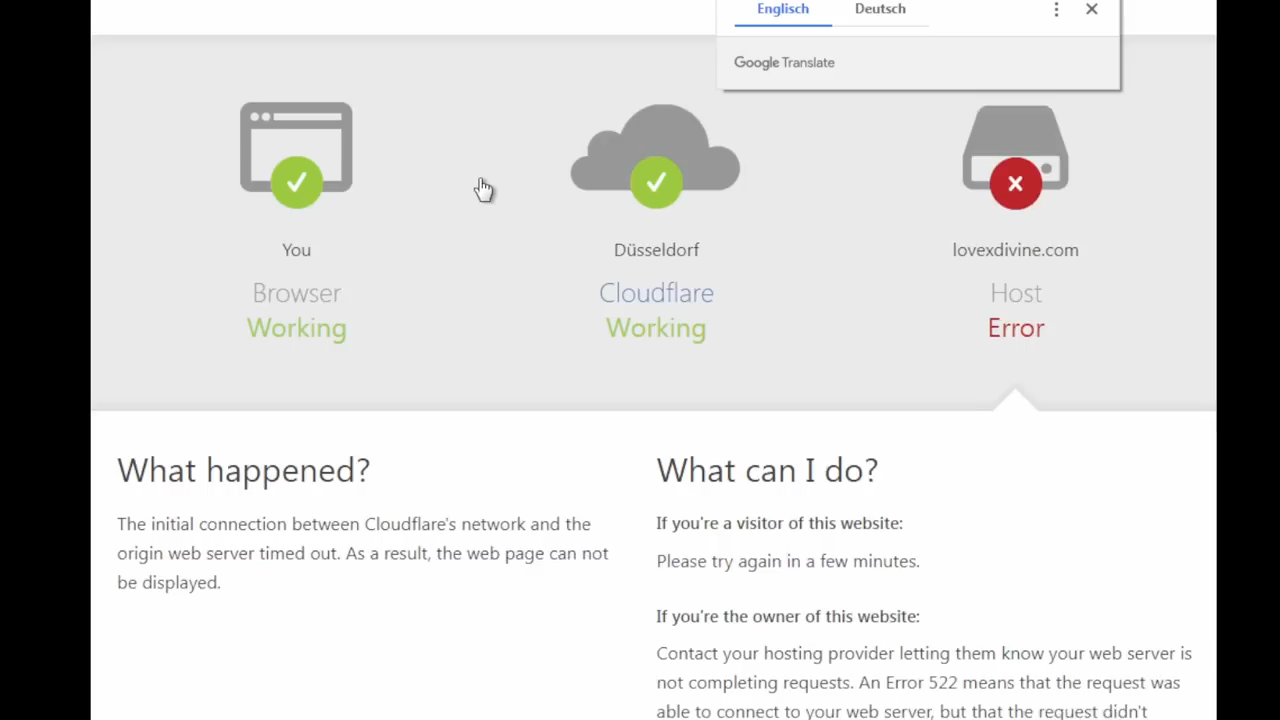 Englisch Deutsch
Google Translate
You Düsseldorf lovexdivine.com
Browser Cloudflare Host
Working Working Error
What happened?
The initial connection between Cloudflare's network and the
origin web server timed out. As a result, the web page can not
be displayed.
What can I do?
If you're a visitor of this website:
Please try again in a few minutes.
If you're the owner of this website:
Contact your hosting provider letting them know your web server is
not completing requests. An Error 522 means that the request was
able to connect to your web server, but that the request didn't